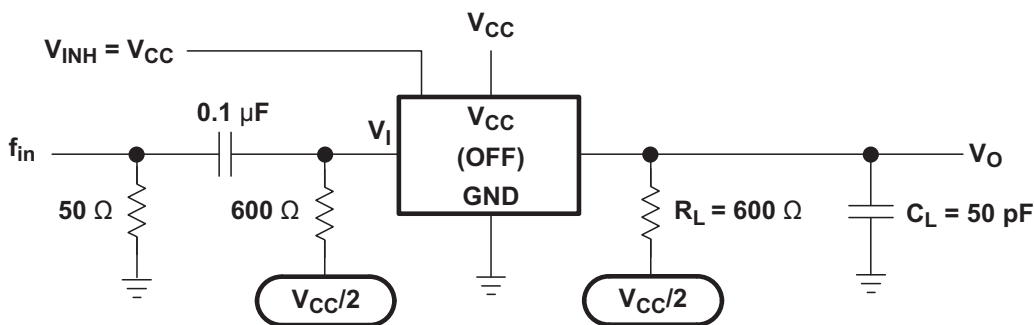 V_CC
V_INH = V_CC
0.1 µF
V_I
V_CC
f_in
(OFF)
V_O
GND
50 Ω
600 Ω
R_L = 600 Ω
C_L = 50 pF
V_CC/2
V_CC/2